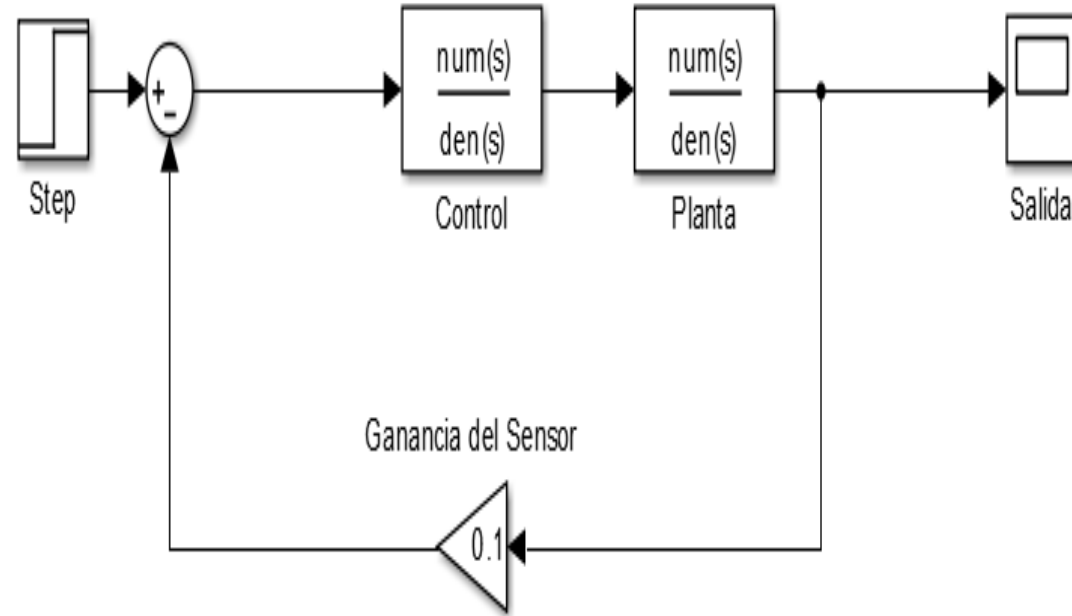 +
−
num(s)
den(s)
num(s)
den(s)
Step
Control
Planta
Salida
Ganancia del Sensor
0.1